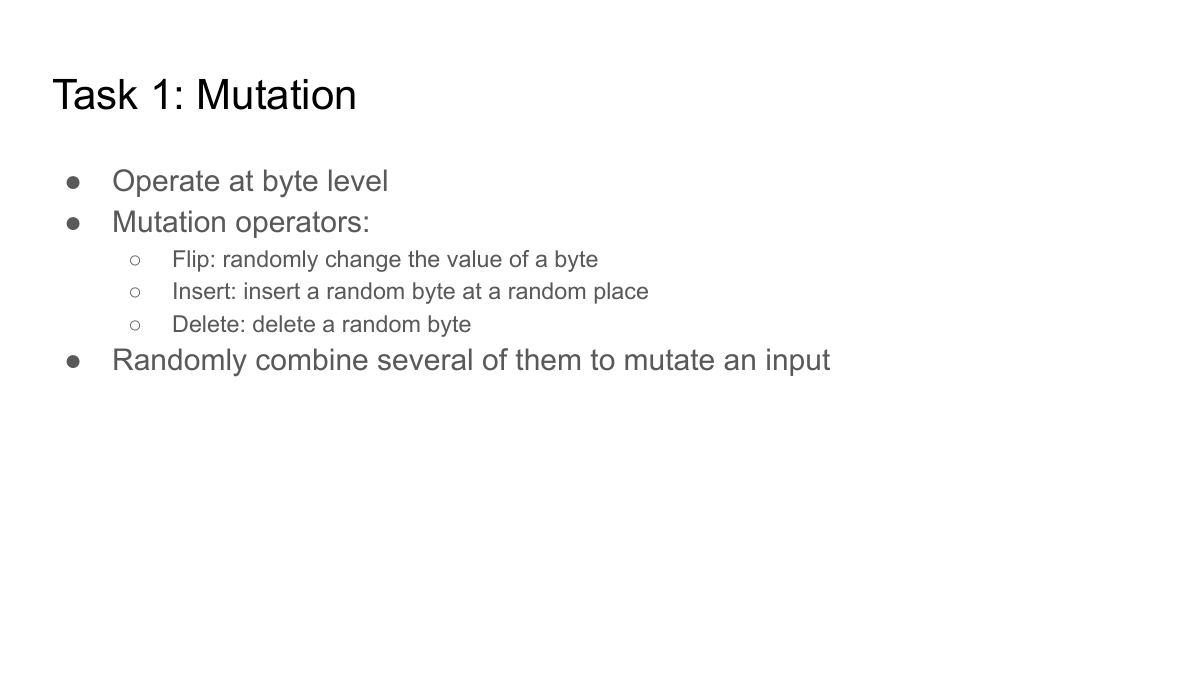 Task 1: Mutation
● Operate at byte level
● Mutation operators:
○ Flip: randomly change the value of a byte
○ Insert: insert a random byte at a random place
○ Delete: delete a random byte
● Randomly combine several of them to mutate an input